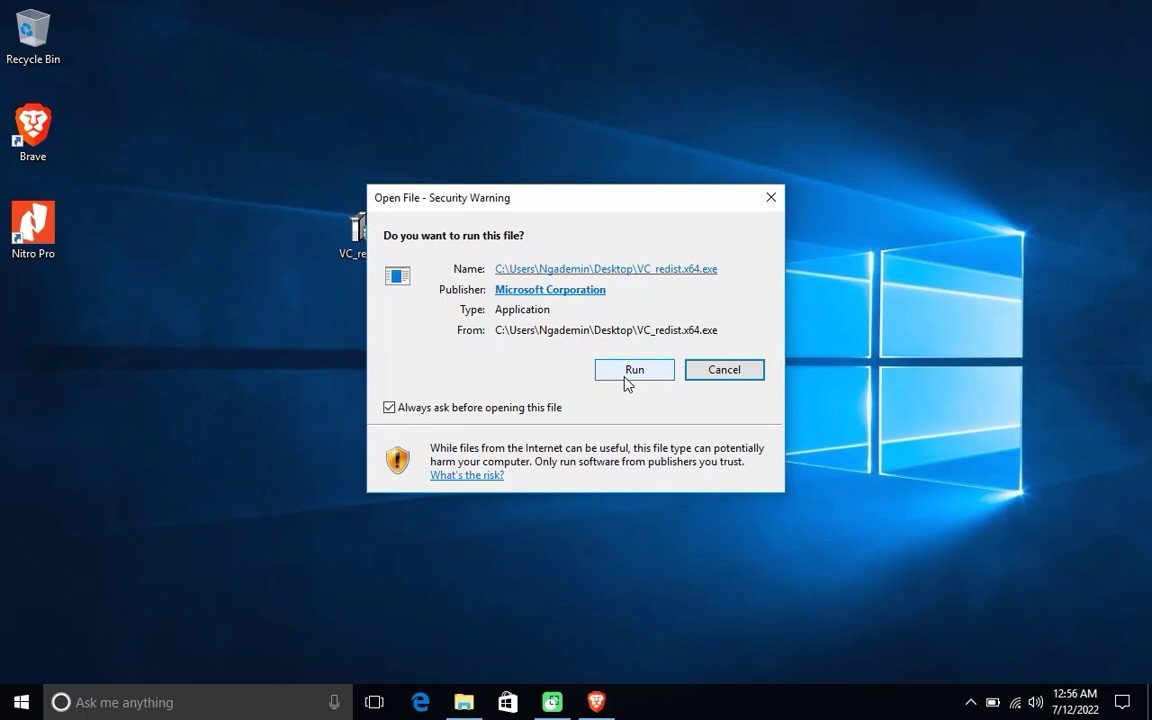 Recycle Bin
Brave
Nitro Pro
VC_re
Open File - Security Warning
Do you want to run this file?
Name: C:\Users\Ngademin\Desktop\VC_redist.x64.exe
Publisher: Microsoft Corporation
Type: Application
From: C:\Users\Ngademin\Desktop\VC_redist.x64.exe
Run Cancel
Always ask before opening this file
While files from the Internet can be useful, this file type can potentially
harm your computer. Only run software from publishers you trust.
What's the risk?
Ask me anything
12:56 AM
7/12/2022